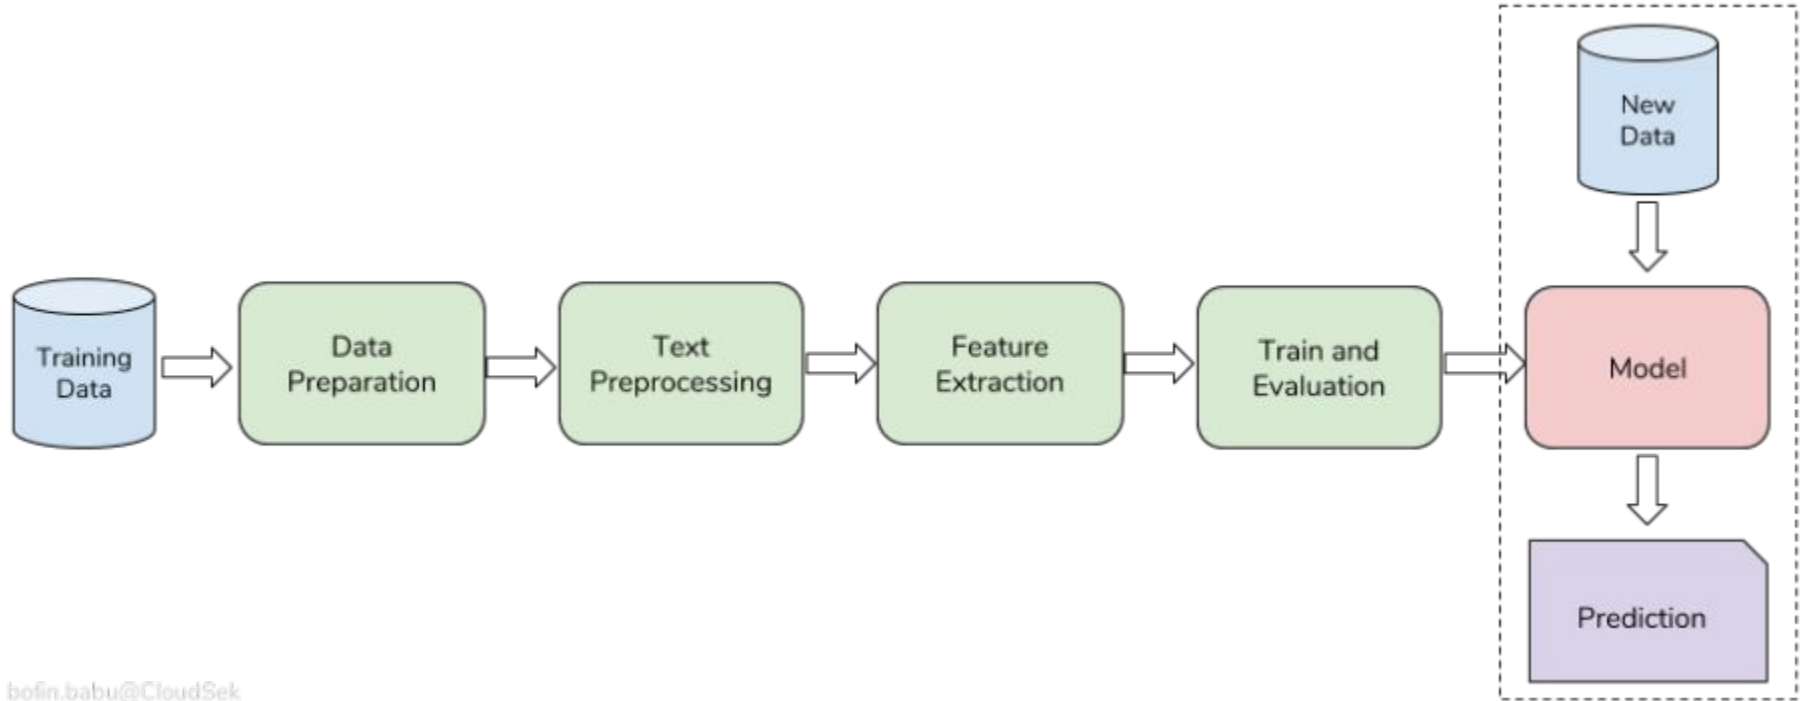 New
Data
Training
Data
Data
Preparation
Text
Preprocessing
Feature
Extraction
Train and
Evaluation
Model
Prediction
bofin.babu@CloudSek